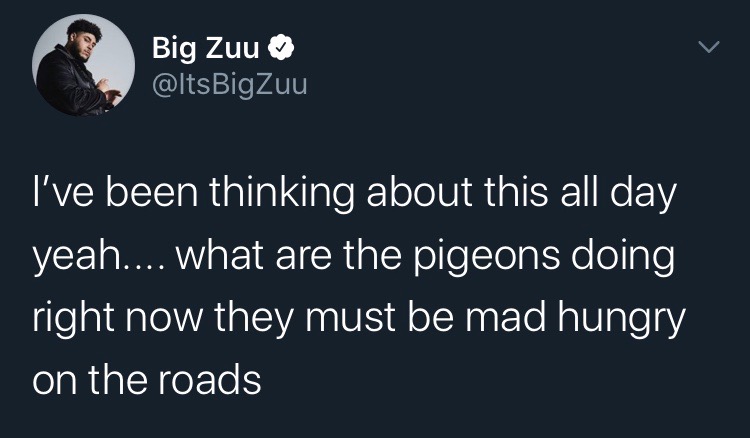 Big Zuu
@ItsBigZuu
I’ve been thinking about this all day
yeah.... what are the pigeons doing
right now they must be mad hungry
on the roads